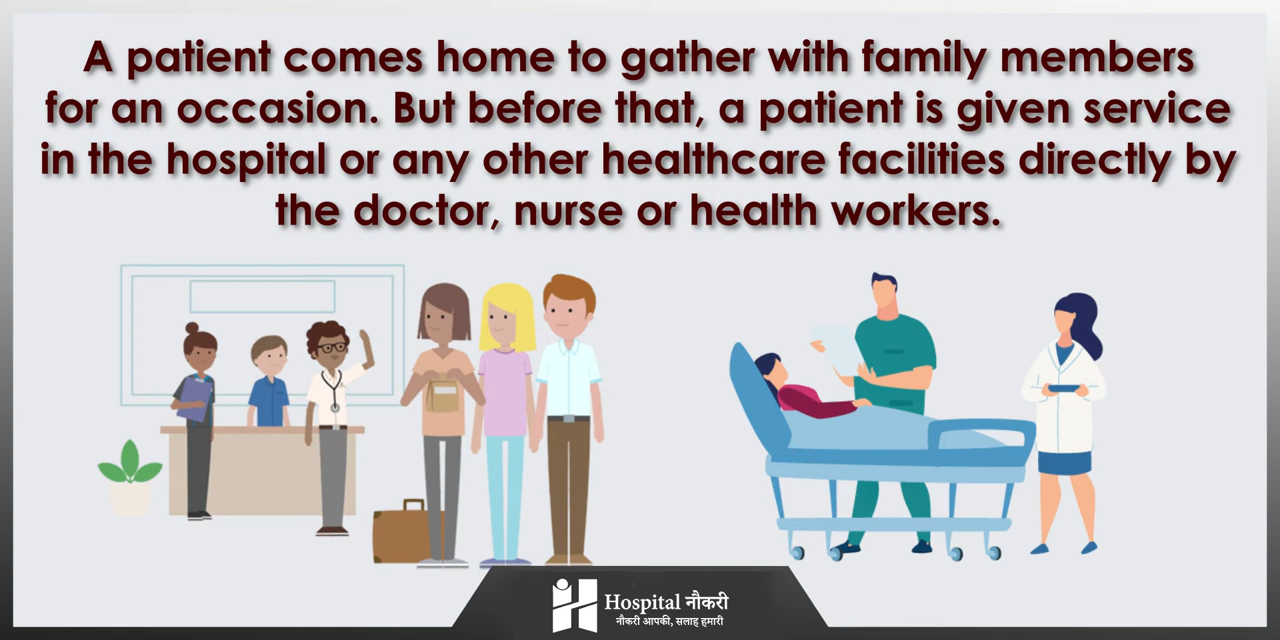 A patient comes home to gather with family members
for an occasion. But before that, a patient is given service
in the hospital or any other healthcare facilities directly by
the doctor, nurse or health workers.
Hospital नौकरी
नौकरी आपकी, सलाह हमारी